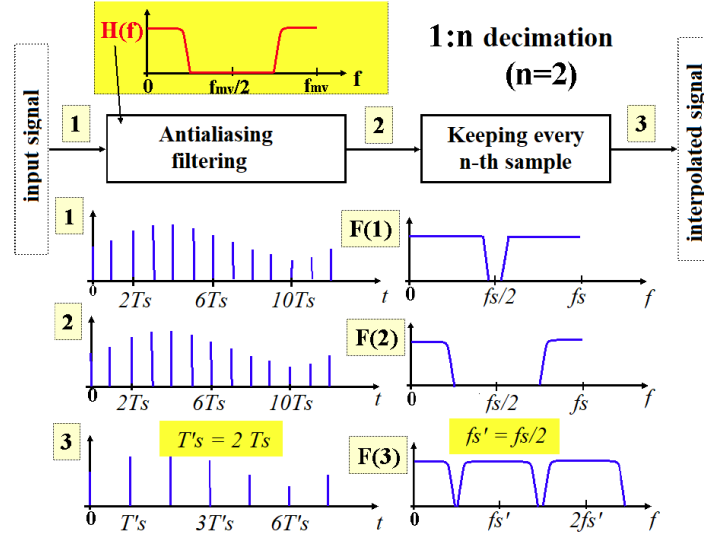 H(f)
0
fmv/2
fmv
f
1:n decimation
(n=2)
input signal
1
Antialiasing
filtering
2
Keeping every
n-th sample
3
interpolated signal
1
0
2Ts
6Ts
10Ts
t
F(1)
0
fs/2
fs
f
2
0
2Ts
6Ts
10Ts
t
F(2)
0
fs/2
fs
f
3
T's = 2 Ts
0
T's
3T's
6T's
t
F(3)
fs' = fs/2
0
fs'
2fs'
f